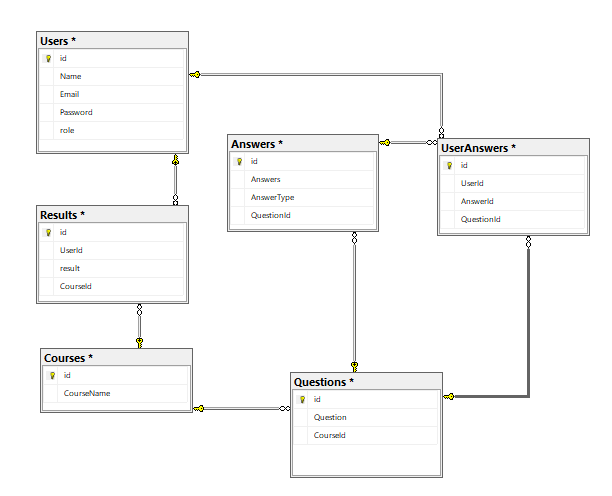 Users *
id
Name
Email
Password
role
Answers *
id
Answers
AnswerType
QuestionId
UserAnswers *
id
UserId
AnswerId
QuestionId
Results *
id
UserId
result
CourseId
Courses *
id
CourseName
Questions *
id
Question
CourseId